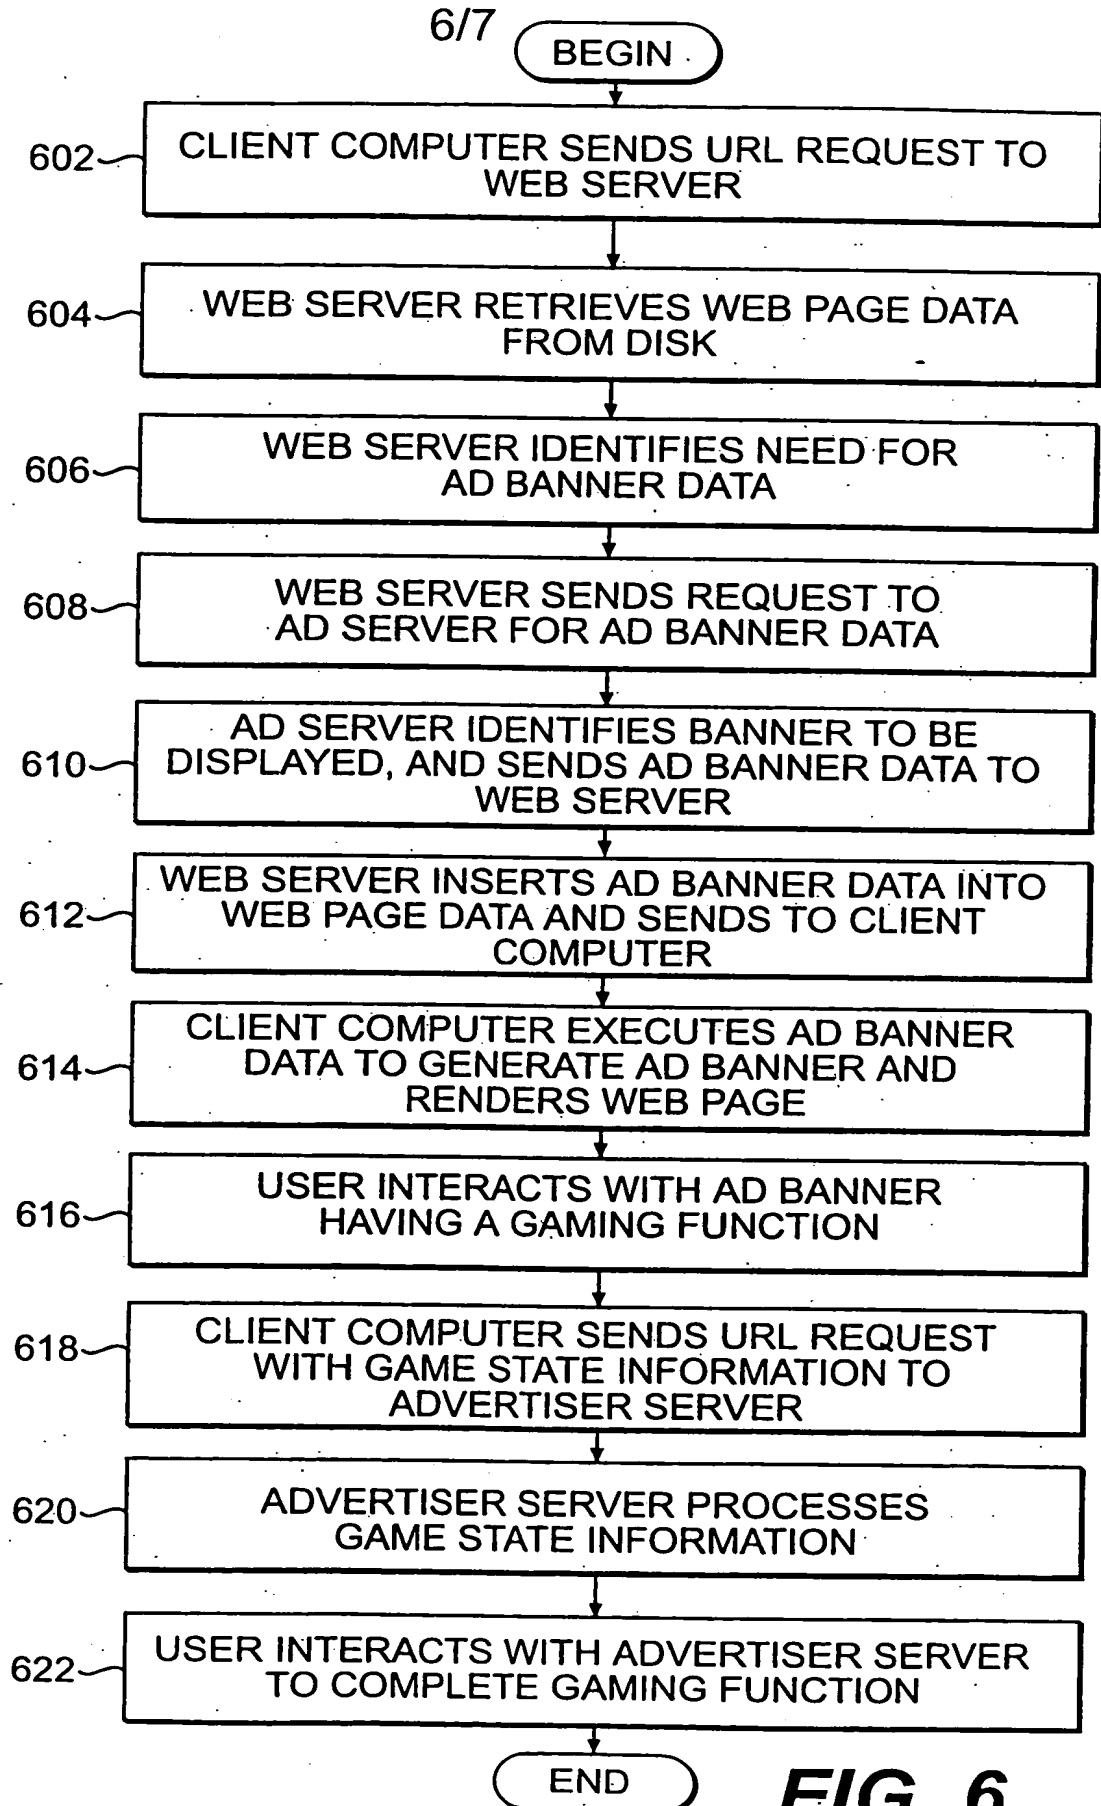 6/7
BEGIN
602
CLIENT COMPUTER SENDS URL REQUEST TO
WEB SERVER
604
WEB SERVER RETRIEVES WEB PAGE DATA
FROM DISK
606
WEB SERVER IDENTIFIES NEED FOR
AD BANNER DATA
608
WEB SERVER SENDS REQUEST TO
AD SERVER FOR AD BANNER DATA
610
AD SERVER IDENTIFIES BANNER TO BE
DISPLAYED, AND SENDS AD BANNER DATA TO
WEB SERVER
612
WEB SERVER INSERTS AD BANNER DATA INTO
WEB PAGE DATA AND SENDS TO CLIENT
COMPUTER
614
CLIENT COMPUTER EXECUTES AD BANNER
DATA TO GENERATE AD BANNER AND
RENDERS WEB PAGE
616
USER INTERACTS WITH AD BANNER
HAVING A GAMING FUNCTION
618
CLIENT COMPUTER SENDS URL REQUEST
WITH GAME STATE INFORMATION TO
ADVERTISER SERVER
620
ADVERTISER SERVER PROCESSES
GAME STATE INFORMATION
622
USER INTERACTS WITH ADVERTISER SERVER
TO COMPLETE GAMING FUNCTION
END
FIG. 6